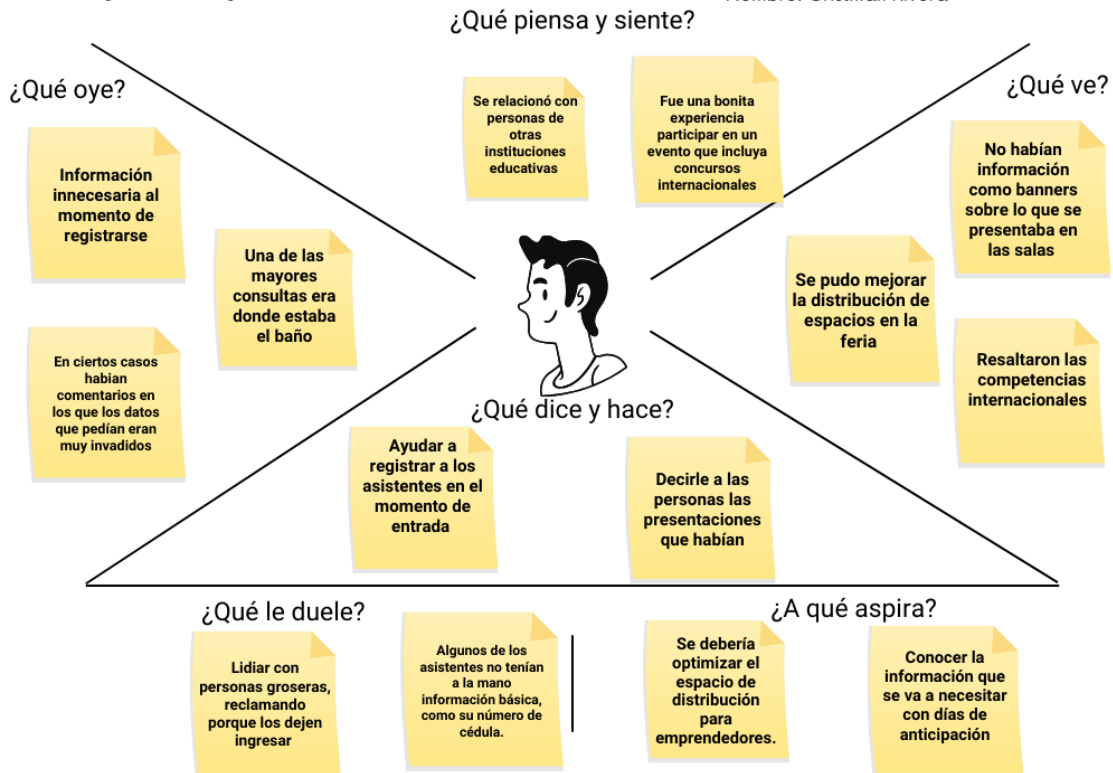 ¿Qué piensa y siente?
¿Qué oye?
¿Qué ve?
Se relacionó con
personas de
otras
instituciones
educativas
Fue una bonita
experiencia
participar en un
evento que incluya
concursos
internacionales
Información
innecesaria al
momento de
registrarse
Una de las
mayores
consultas era
donde estaba
el baño
En ciertos casos
habian
comentarios en
los que los datos
que pedían eran
muy invadidos
No habían
información
como banners
sobre lo que se
presentaba en
las salas
Se pudo mejorar
la distribución de
espacios en la
feria
Resaltaron las
competencias
internacionales
¿Qué dice y hace?
Ayudar a
registrar a los
asistentes en el
momento de
entrada
Decirle a las
personas las
presentaciones
que habían
¿Qué le duele?
Lidiar con
personas groseras,
reclamando
porque los dejen
ingresar
Algunos de los
asistentes no tenían
a la mano
información básica,
como su número de
cédula.
¿A qué aspira?
Se debería
optimizar el
espacio de
distribución
para
emprendedores.
Conocer la
información que
se va a necesitar
con días de
anticipación